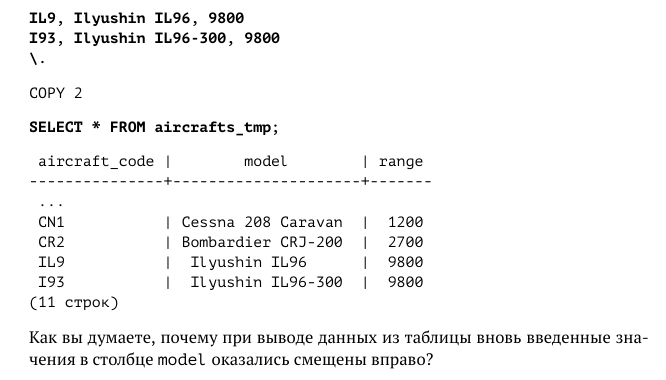 IL9, Ilyushin IL96, 9800
I93, Ilyushin IL96-300, 9800
\.
COPY 2
SELECT * FROM aircrafts_tmp;
 aircraft_code |        model        | range
---------------+---------------------+-------
 ...
 CN1           | Cessna 208 Caravan  |  1200
 CR2           | Bombardier CRJ-200  |  2700
 IL9           |  Ilyushin IL96      |  9800
 I93           |  Ilyushin IL96-300  |  9800
(11 строк)
Как вы думаете, почему при выводе данных из таблицы вновь введенные зна-
чения в столбце model оказались смещены вправо?